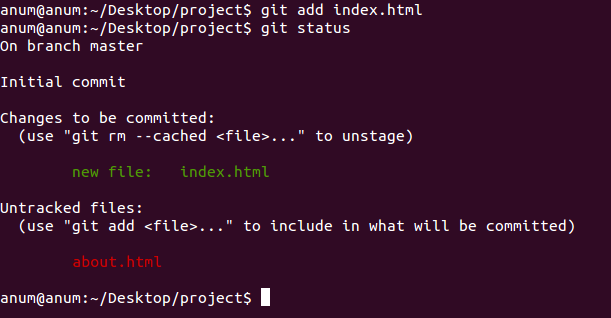 anum@anum:~/Desktop/project$ git add index.html
anum@anum:~/Desktop/project$ git status
On branch master
Initial commit
Changes to be committed:
  (use "git rm --cached <file>..." to unstage)
        new file:   index.html
Untracked files:
  (use "git add <file>..." to include in what will be committed)
        about.html
anum@anum:~/Desktop/project$